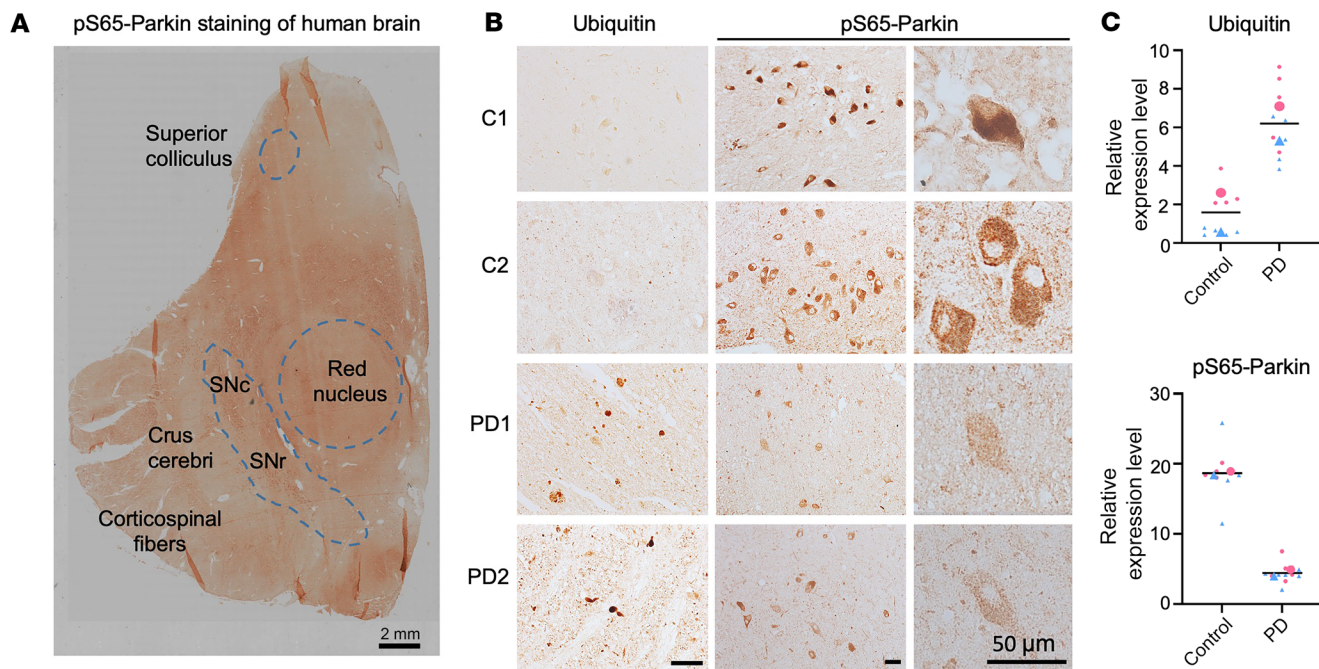 A
pS65-Parkin staining of human brain
Superior
colliculus
Red
nucleus
SNc
SNr
Crus
cerebri
Corticospinal
fibers
2 mm
B
Ubiquitin
pS65-Parkin
C1
C2
PD1
PD2
50 µm
C
Ubiquitin
Relative
expression level
10
8
6
4
2
0
Control
PD
pS65-Parkin
Relative
expression level
30
20
10
0
Control
PD